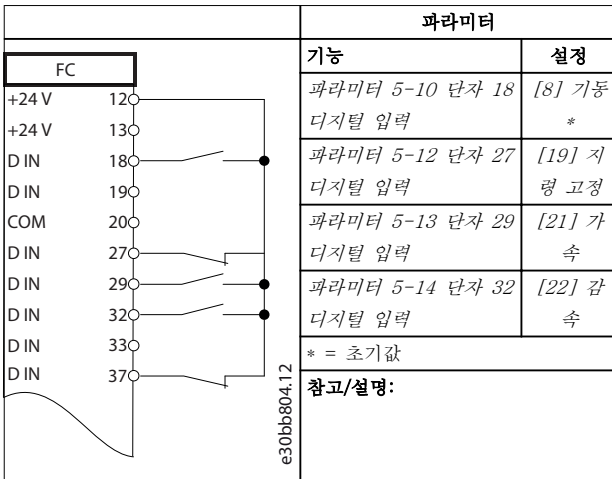 FC
+24 V 12
+24 V 13
D IN 18
D IN 19
COM 20
D IN 27
D IN 29
D IN 32
D IN 33
D IN 37
e30bb804.12
파라미터
기능 설정
파라미터 5-10 단자 18 [8] 기동
디지털 입력 *
파라미터 5-12 단자 27 [19] 지
디지털 입력 령 고정
파라미터 5-13 단자 29 [21] 가
디지털 입력 속
파라미터 5-14 단자 32 [22] 감
디지털 입력 속
* = 초기값
참고/설명: